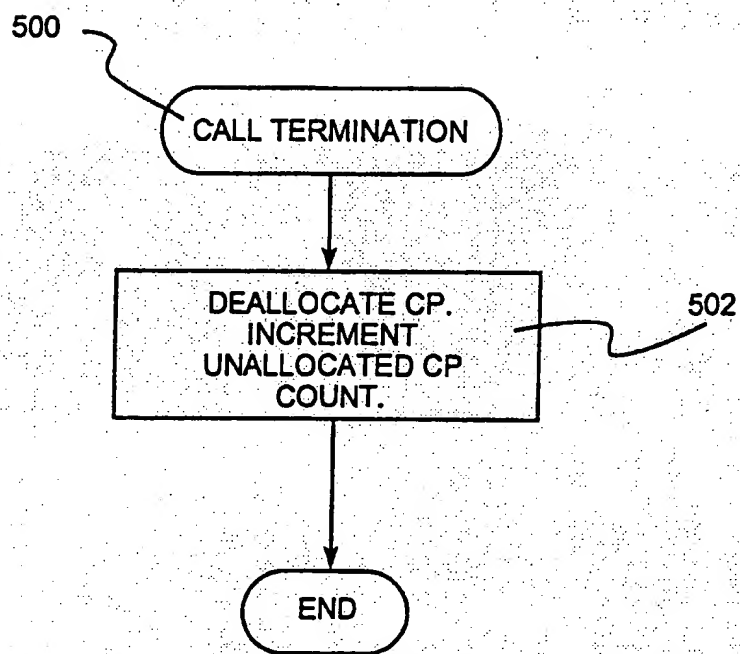 500
CALL TERMINATION
DEALLOCATE CP.
INCREMENT
UNALLOCATED CP
COUNT.
502
END